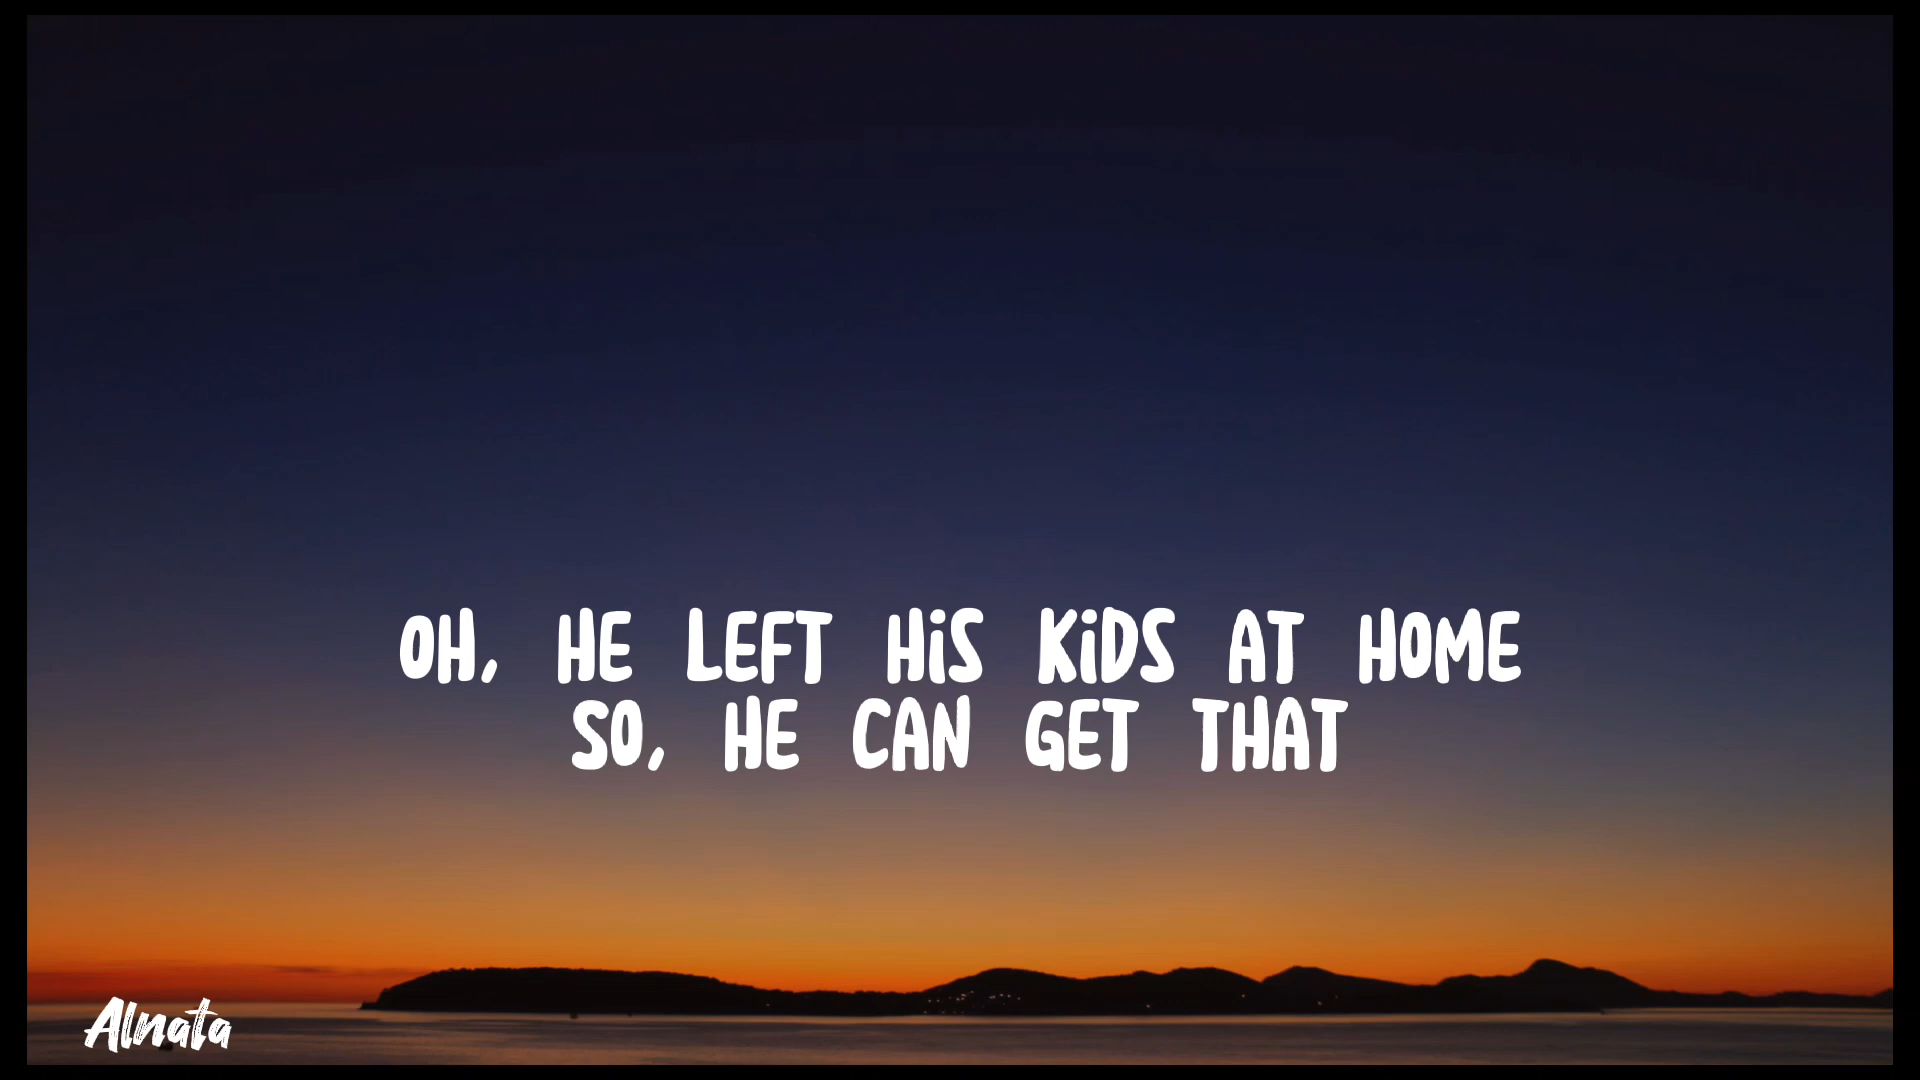 OH, HE LEFT HiS KiDS AT HOME
SO, HE CAN GET THAT
Alnata